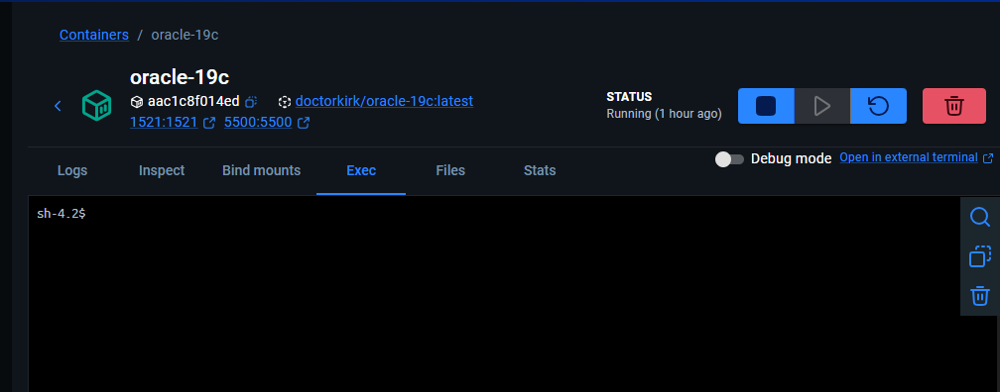 Containers / oracle-19c
oracle-19c
aac1c8f014ed doctorkirk/oracle-19c:latest
1521:1521 5500:5500
STATUS
Running (1 hour ago)
Debug mode Open in external terminal
Logs Inspect Bind mounts Exec Files Stats
sh-4.2$